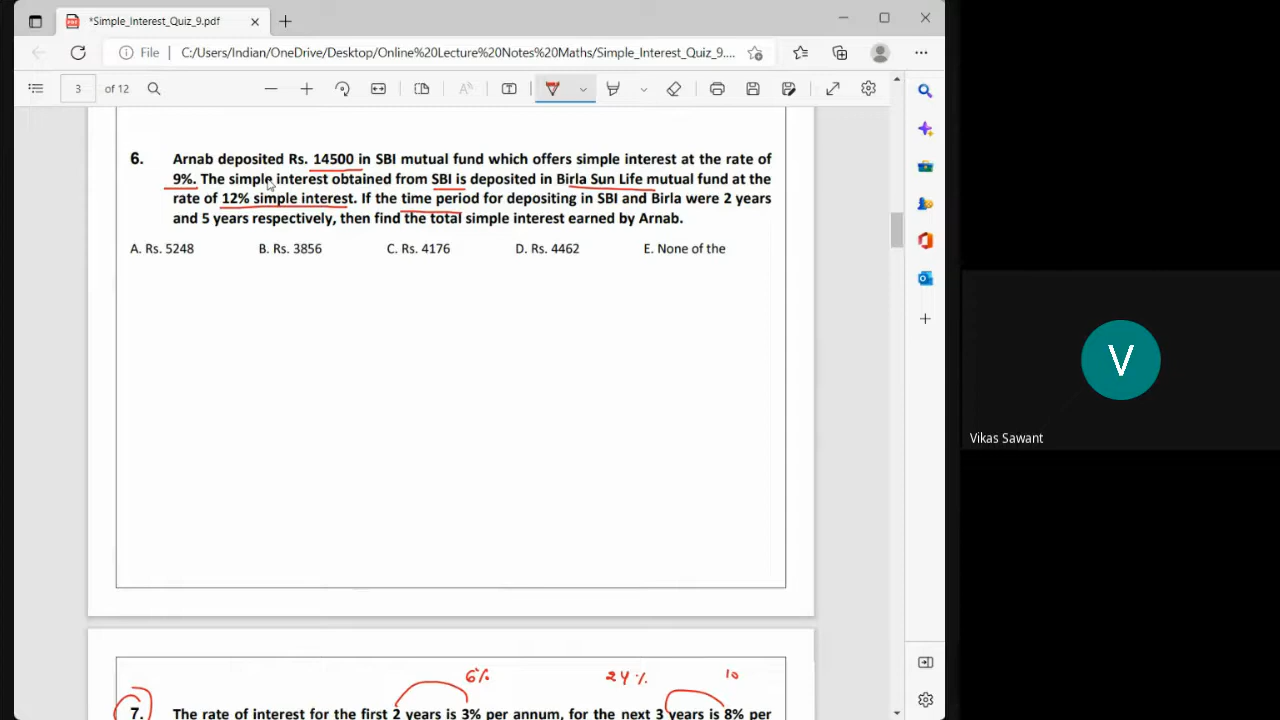 *Simple_Interest_Quiz_9.pdf
File C:/Users/Indian/OneDrive/Desktop/Online%20Lecture%20Notes%20Maths/Simple_Interest_Quiz_9....
3 of 12
6. Arnab deposited Rs. 14500 in SBI mutual fund which offers simple interest at the rate of
9%. The simple interest obtained from SBI is deposited in Birla Sun Life mutual fund at the
rate of 12% simple interest. If the time period for depositing in SBI and Birla were 2 years
and 5 years respectively, then find the total simple interest earned by Arnab.
A. Rs. 5248 B. Rs. 3856 C. Rs. 4176 D. Rs. 4462 E. None of the
V
Vikas Sawant
6% 24% 10
7. The rate of interest for the first 2 years is 3% per annum, for the next 3 years is 8% per